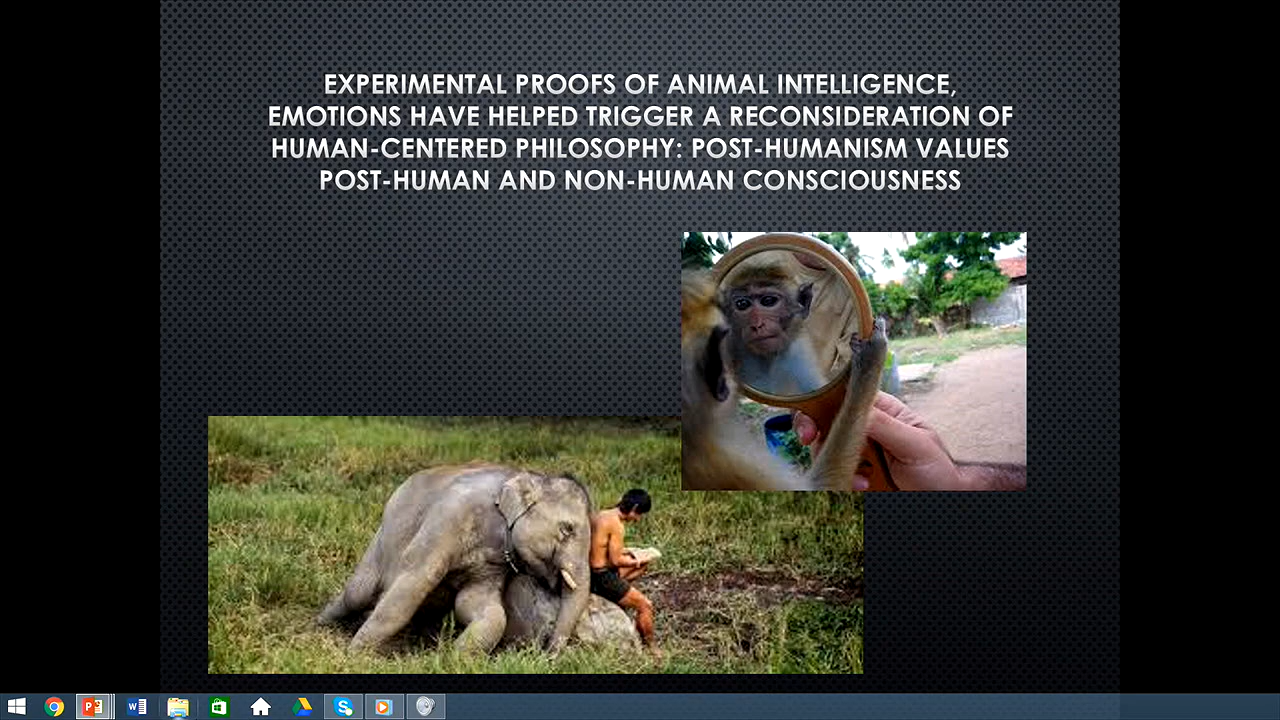 EXPERIMENTAL PROOFS OF ANIMAL INTELLIGENCE,
EMOTIONS HAVE HELPED TRIGGER A RECONSIDERATION OF
HUMAN-CENTERED PHILOSOPHY: POST-HUMANISM VALUES
POST-HUMAN AND NON-HUMAN CONSCIOUSNESS